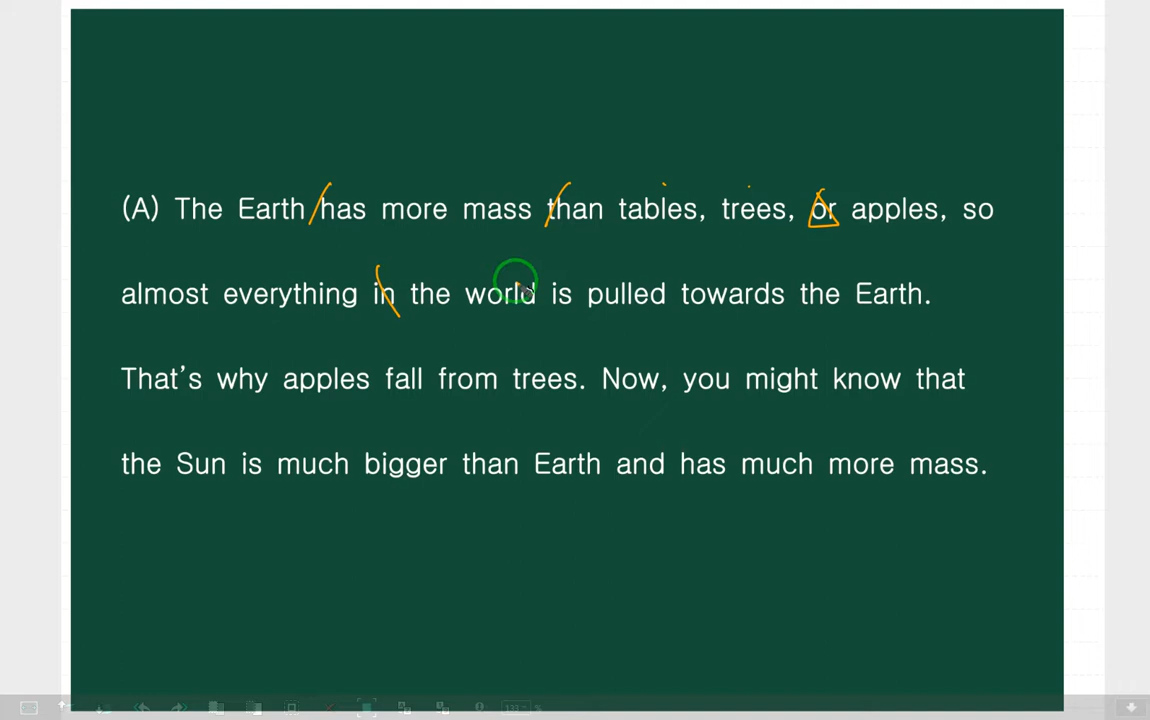 (A) The Earth has more mass than tables, trees, or apples, so
almost everything in the world is pulled towards the Earth.
That's why apples fall from trees. Now, you might know that
the Sun is much bigger than Earth and has much more mass.
133 %